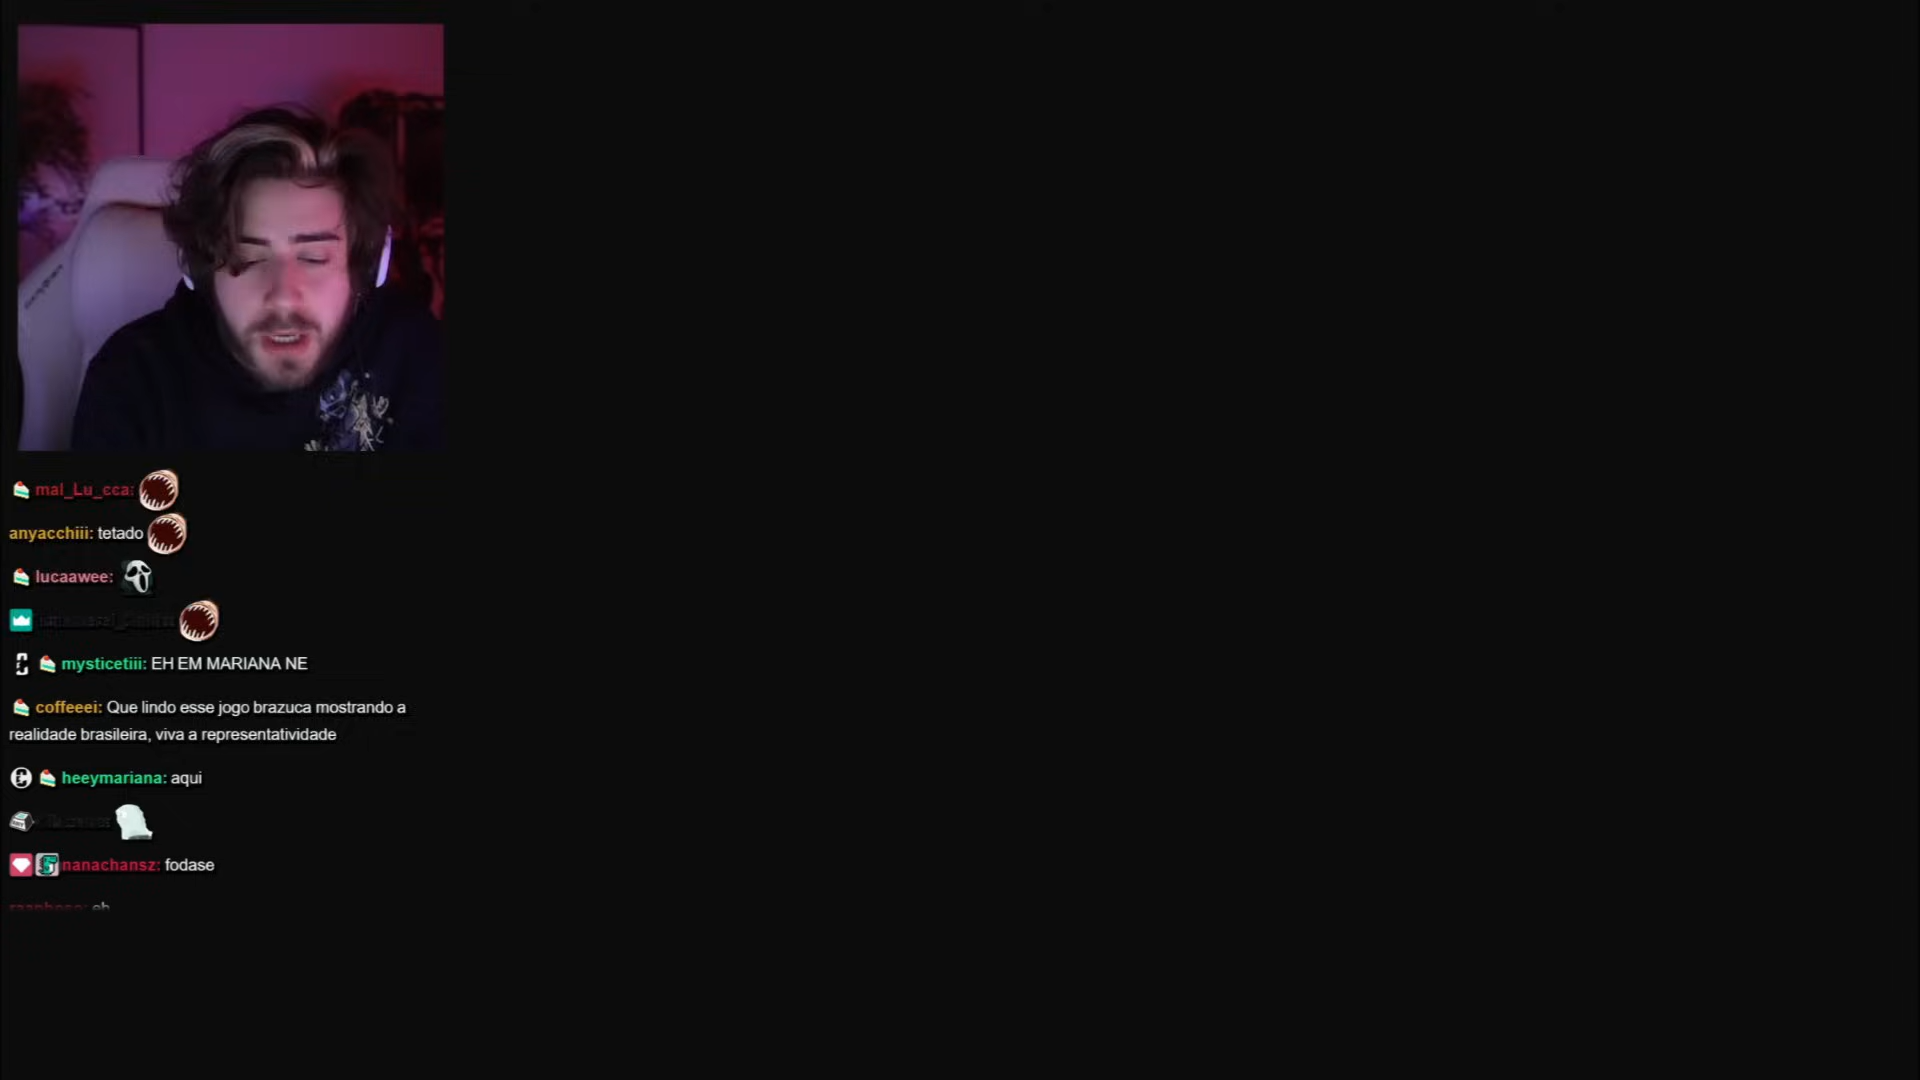 mal_Lu_cca:
anyacchiii: tetado
lucaawee:
mysticetiii: EH EM MARIANA NE
coffeeei: Que lindo esse jogo brazuca mostrando a
realidade brasileira, viva a representatividade
heeymariana: aqui
nanachansz: fodase
eh